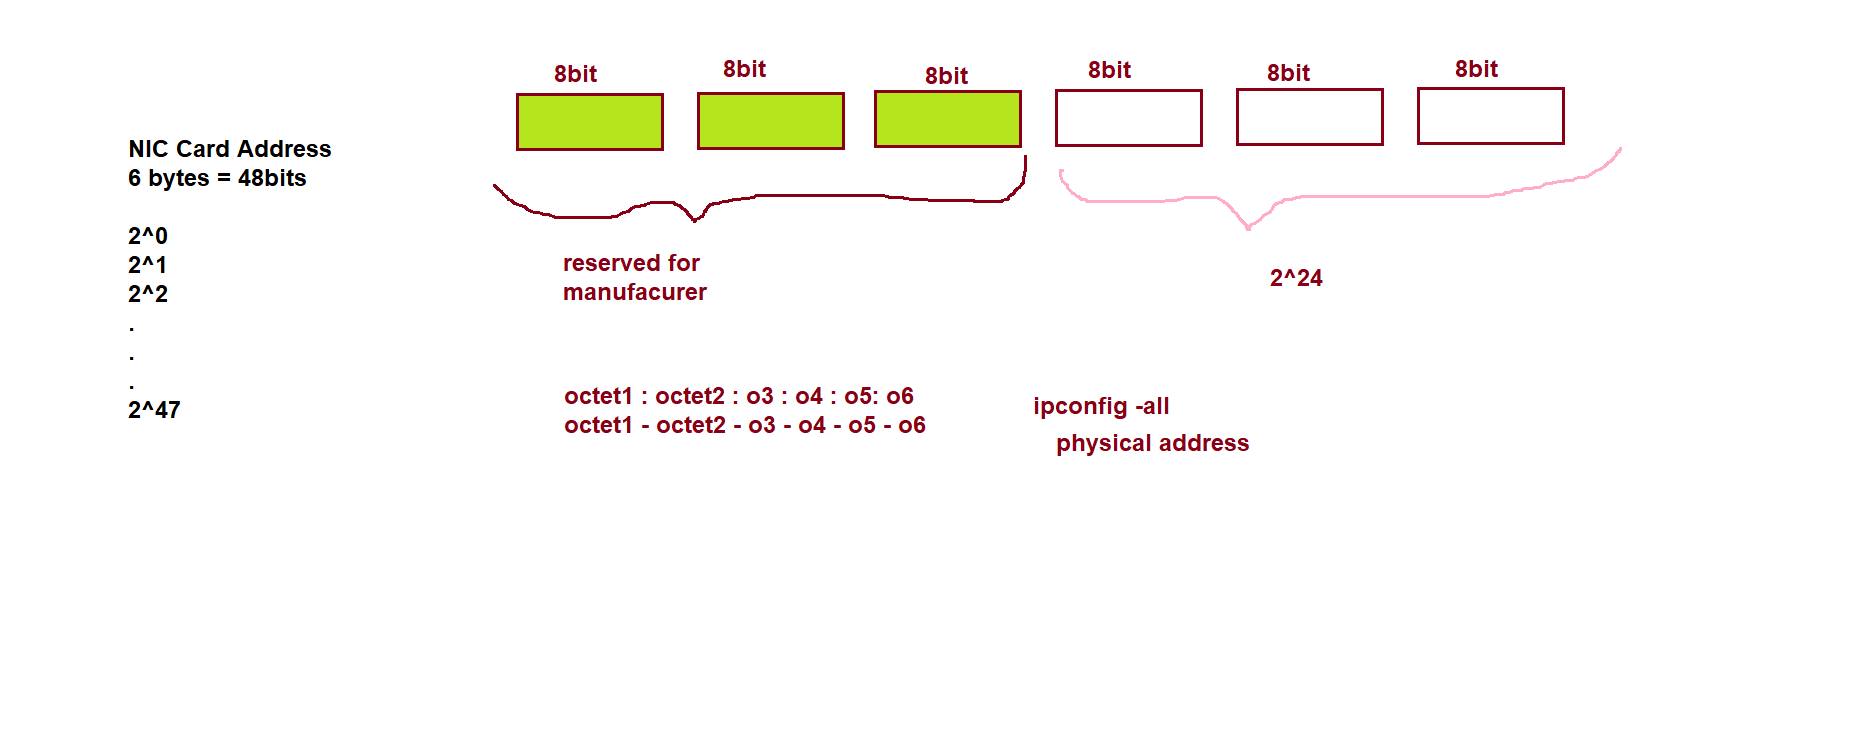 8bit
8bit
8bit
8bit
8bit
8bit
NIC Card Address
6 bytes = 48bits
2^0
2^1
2^2
.
.
.
2^47
reserved for
manufacurer
2^24
octet1 : octet2 : o3 : o4 : o5: o6
octet1 - octet2 - o3 - o4 - o5 - o6
ipconfig -all
physical address